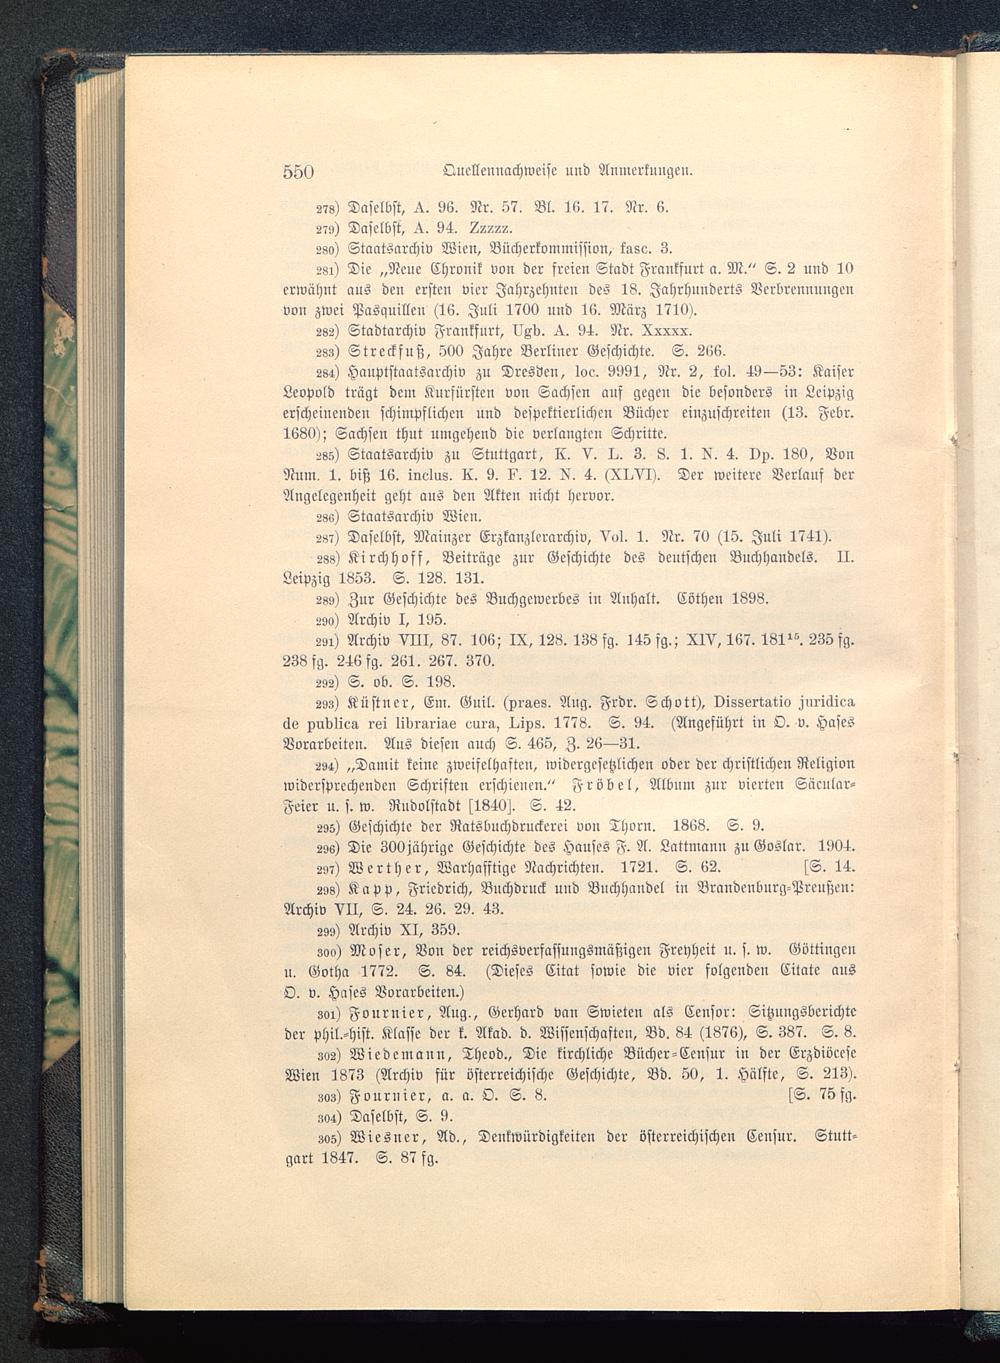 550 Quellennachweise und Anmerkungen.
278) Daselbst, A. 96. Nr. 57. Bl. 16. 17. Nr. 6.
279) Daselbst, A. 94. Zzzzz.
280) Staatsarchiv Wien, Bücherkommission, fasc. 3.
281) Die „Neue Chronik von der freien Stadt Frankfurt a. M.“ S. 2 und 10
erwähnt aus den ersten vier Jahrzehnten des 18. Jahrhunderts Verbrennungen
von zwei Pasquillen (16. Juli 1700 und 16. März 1710).
282) Stadtarchiv Frankfurt, Ugb. A. 94. Nr. Xxxxx.
283) Streckfuß, 500 Jahre Berliner Geschichte. S. 266.
284) Hauptstaatsarchiv zu Dresden, loc. 9991, Nr. 2, fol. 49—53: Kaiser
Leopold trägt dem Kurfürsten von Sachsen auf gegen die besonders in Leipzig
erscheinenden schimpflichen und despektierlichen Bücher einzuschreiten (13. Febr.
1680); Sachsen thut umgehend die verlangten Schritte.
285) Staatsarchiv zu Stuttgart, K. V. L. 3. S. 1. N. 4. Dp. 180, Von
Num. 1. biß 16. inclus. K. 9. F. 12. N. 4. (XLVI). Der weitere Verlauf der
Angelegenheit geht aus den Akten nicht hervor.
286) Staatsarchiv Wien.
287) Daselbst, Mainzer Erzkanzlerarchiv, Vol. 1. Nr. 70 (15. Juli 1741).
288) Kirchhoff, Beiträge zur Geschichte des deutschen Buchhandels. II.
Leipzig 1853. S. 128. 131.
289) Zur Geschichte des Buchgewerbes in Anhalt. Cöthen 1898.
290) Archiv I, 195.
291) Archiv VIII, 87. 106; IX, 128. 138 fg. 145 fg.; XIV, 167. 181¹⁵. 235 fg.
238 fg. 246 fg. 261. 267. 370.
292) S. ob. S. 198.
293) Küstner, Em. Guil. (praes. Aug. Frdr. Schott), Dissertatio juridica
de publica rei librariae cura, Lips. 1778. S. 94. (Angeführt in O. v. Hases
Vorarbeiten. Aus diesen auch S. 465, Z. 26—31.
294) „Damit keine zweifelhaften, widergesetzlichen oder der christlichen Religion
widersprechenden Schriften erschienen.“ Fröbel, Album zur vierten Säcular-
Feier u. s. w. Rudolstadt [1840]. S. 42.
295) Geschichte der Ratsbuchdruckerei von Thorn. 1868. S. 9.
296) Die 300jährige Geschichte des Hauses F. A. Lattmann zu Goslar. 1904.
297) Werther, Warhafftige Nachrichten. 1721. S. 62. [S. 14.
298) Kapp, Friedrich, Buchdruck und Buchhandel in Brandenburg-Preußen:
Archiv VII, S. 24. 26. 29. 43.
299) Archiv XI, 359.
300) Moser, Von der reichsverfassungsmäßigen Freyheit u. s. w. Göttingen
u. Gotha 1772. S. 84. (Dieses Citat sowie die vier folgenden Citate aus
O. v. Hases Vorarbeiten.)
301) Fournier, Aug., Gerhard van Swieten als Censor: Sitzungsberichte
der phil.-hist. Klasse der k. Akad. d. Wissenschaften, Bd. 84 (1876), S. 387. S. 8.
302) Wiedemann, Theod., Die kirchliche Bücher-Censur in der Erzdiöcese
Wien 1873 (Archiv für österreichische Geschichte, Bd. 50, 1. Hälfte, S. 213).
303) Fournier, a. a. O. S. 8. [S. 75 fg.
304) Daselbst, S. 9.
305) Wiesner, Ad., Denkwürdigkeiten der österreichischen Censur. Stutt-
gart 1847. S. 87 fg.